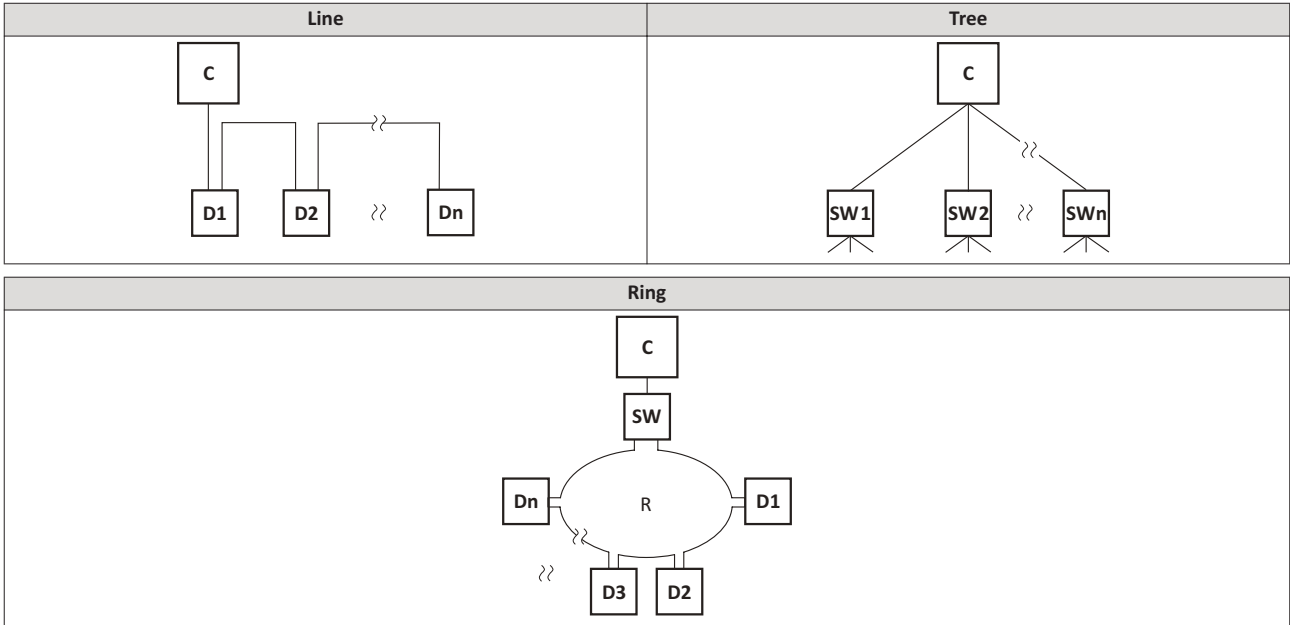 Line
Tree
C
D1 D2 Dn
C
SW1 SW2 SWn
Ring
C
SW
Dn R D1
D3 D2